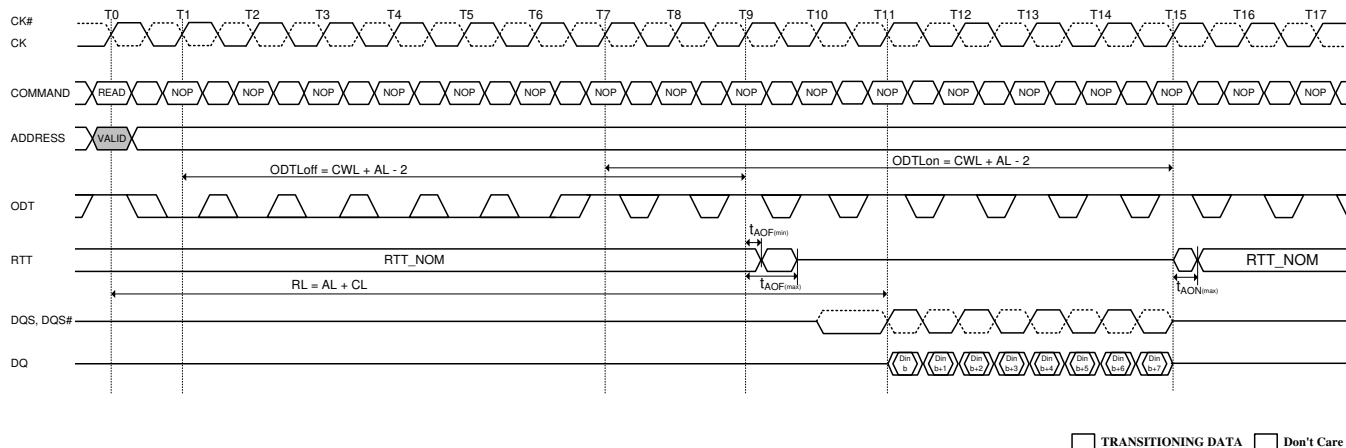 CK#
CK
T0 T1 T2 T3 T4 T5 T6 T7 T8 T9 T10 T11 T12 T13 T14 T15 T16 T17
COMMAND READ NOP NOP NOP NOP NOP NOP NOP NOP NOP NOP NOP NOP NOP NOP NOP NOP NOP
ADDRESS VALID
ODTLoff = CWL + AL - 2 ODTLon = CWL + AL - 2
ODT
tAOF(min)
RTT RTT_NOM RTT_NOM
tAOF(max) tAON(max)
RL = AL + CL
DQS, DQS#
DQ Din b Din b+1 Din b+2 Din b+3 Din b+4 Din b+5 Din b+6 Din b+7
TRANSITIONING DATA Don't Care